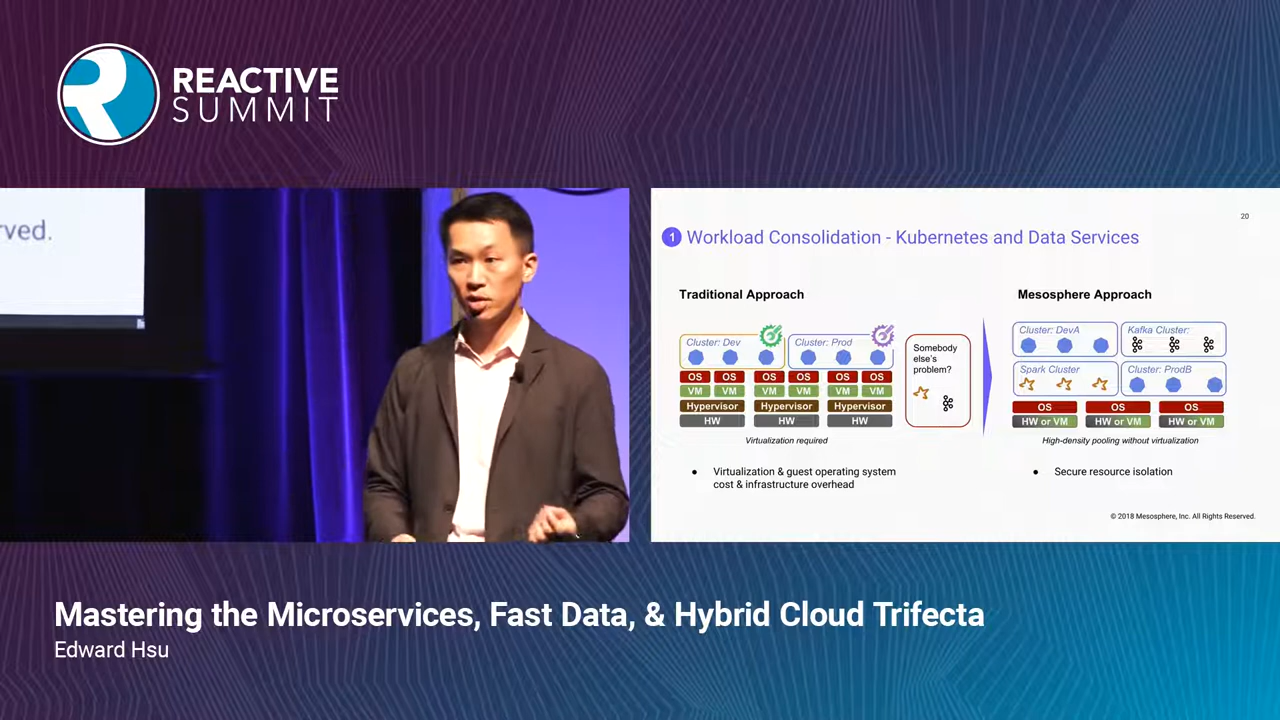 REACTIVE
SUMMIT
rved.
20
1 Workload Consolidation - Kubernetes and Data Services
Traditional Approach
Mesosphere Approach
Cluster: Dev
Cluster: Prod
OS OS OS OS OS OS
VM VM VM VM VM VM
Hypervisor Hypervisor Hypervisor
HW HW HW
Virtualization required
Somebody
else's
problem?
Cluster: DevA
Kafka Cluster:
Spark Cluster
Cluster: ProdB
OS OS OS
HW or VM HW or VM HW or VM
High-density pooling without virtualization
● Virtualization & guest operating system
cost & infrastructure overhead
● Secure resource isolation
© 2018 Mesosphere, Inc. All Rights Reserved.
Mastering the Microservices, Fast Data, & Hybrid Cloud Trifecta
Edward Hsu